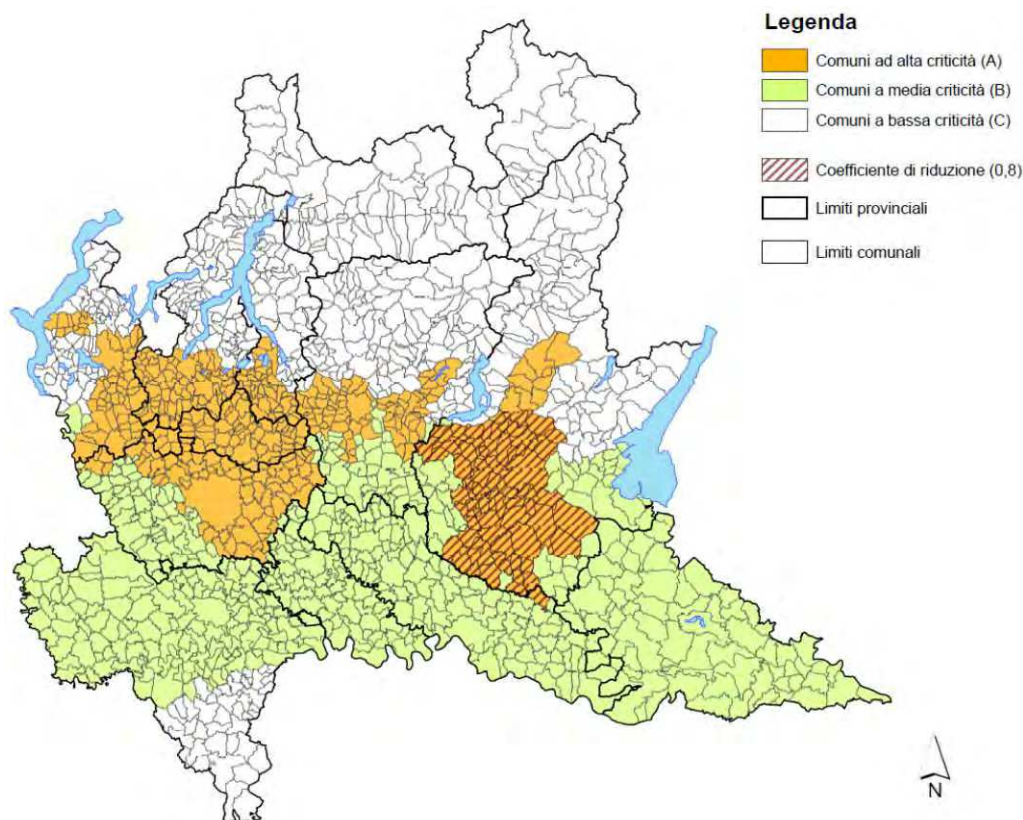 Legenda
Comuni ad alta criticità (A)
Comuni a media criticità (B)
Comuni a bassa criticità (C)
Coefficiente di riduzione (0,8)
Limiti provinciali
Limiti comunali
N